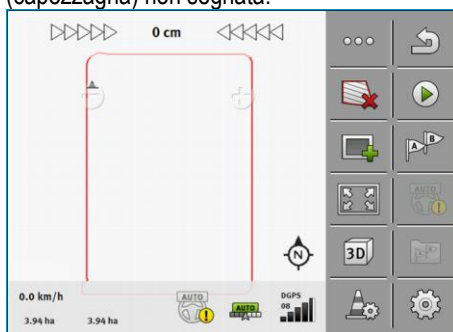 (capezzagna) non segnata.
0 cm
A B
AUTO
3D
0.0 km/h
3.94 ha 3.94 ha
AUTO
AUTO
DGPS
08
N